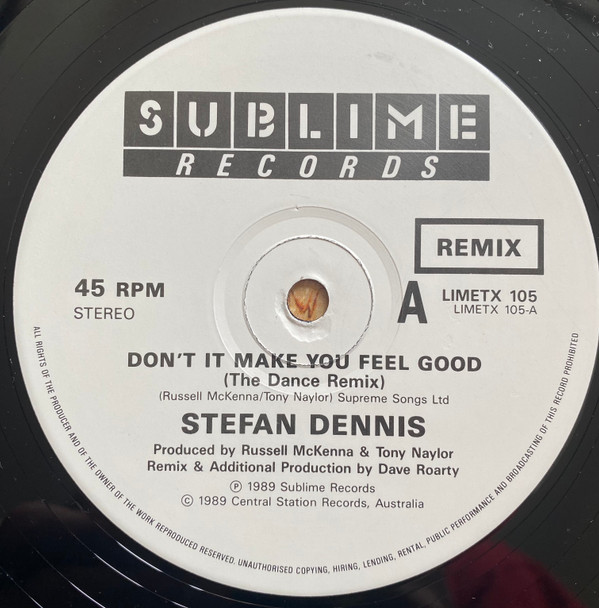 SUBLIME
RECORDS
REMIX
45 RPM
STEREO
A
LIMETX 105
LIMETX 105-A
DON'T IT MAKE YOU FEEL GOOD
(The Dance Remix)
(Russell McKenna/Tony Naylor) Supreme Songs Ltd
STEFAN DENNIS
Produced by Russell McKenna & Tony Naylor
Remix & Additional Production by Dave Roarty
℗ 1989 Sublime Records
© 1989 Central Station Records, Australia
ALL RIGHTS OF THE PRODUCER AND OF THE OWNER OF THE WORK REPRODUCED RESERVED. UNAUTHORISED COPYING, HIRING, LENDING, RENTAL, PUBLIC PERFORMANCE AND BROADCASTING OF THIS RECORD PROHIBITED